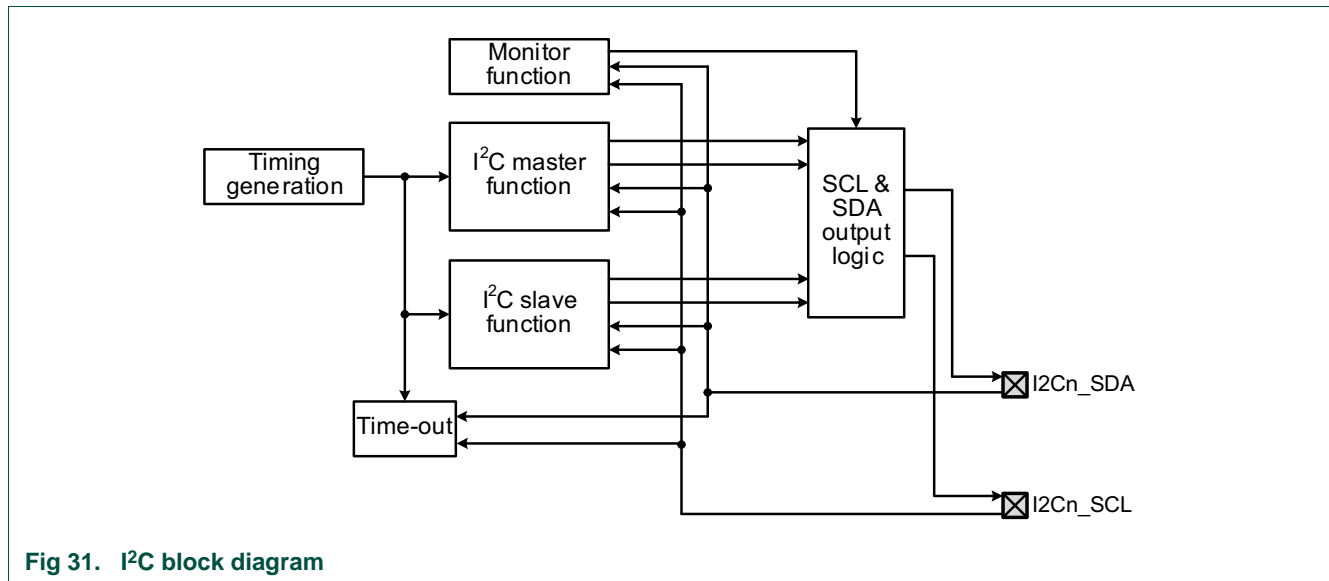 Monitor
function
Timing
generation
I²C master
function
SCL &
SDA
output
logic
I²C slave
function
I2Cn_SDA
Time-out
I2Cn_SCL
Fig 31. I²C block diagram